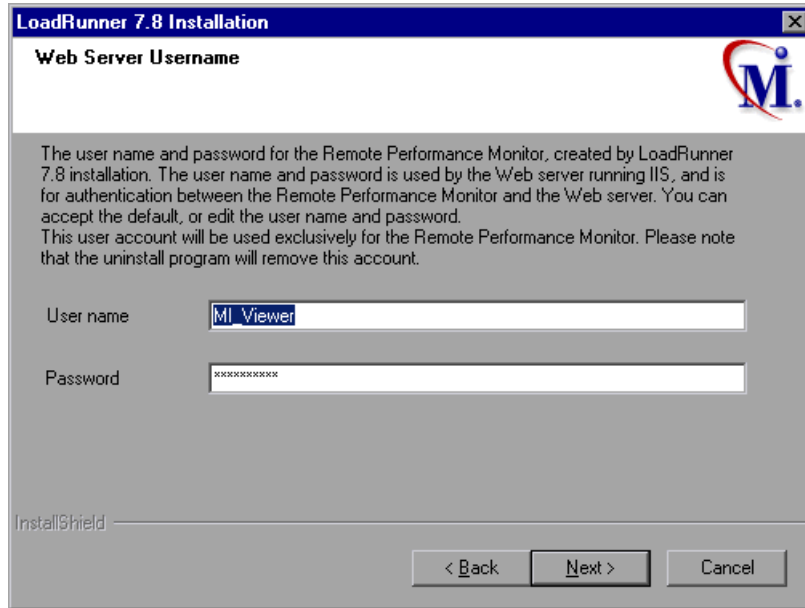 LoadRunner 7.8 Installation
Web Server Username
M.
The user name and password for the Remote Performance Monitor, created by LoadRunner
7.8 installation. The user name and password is used by the Web server running IIS, and is
for authentication between the Remote Performance Monitor and the Web server. You can
accept the default, or edit the user name and password.
This user account will be used exclusively for the Remote Performance Monitor. Please note
that the uninstall program will remove this account.
User name
MI_Viewer
Password
××××××××××
InstallShield
< Back
Next >
Cancel